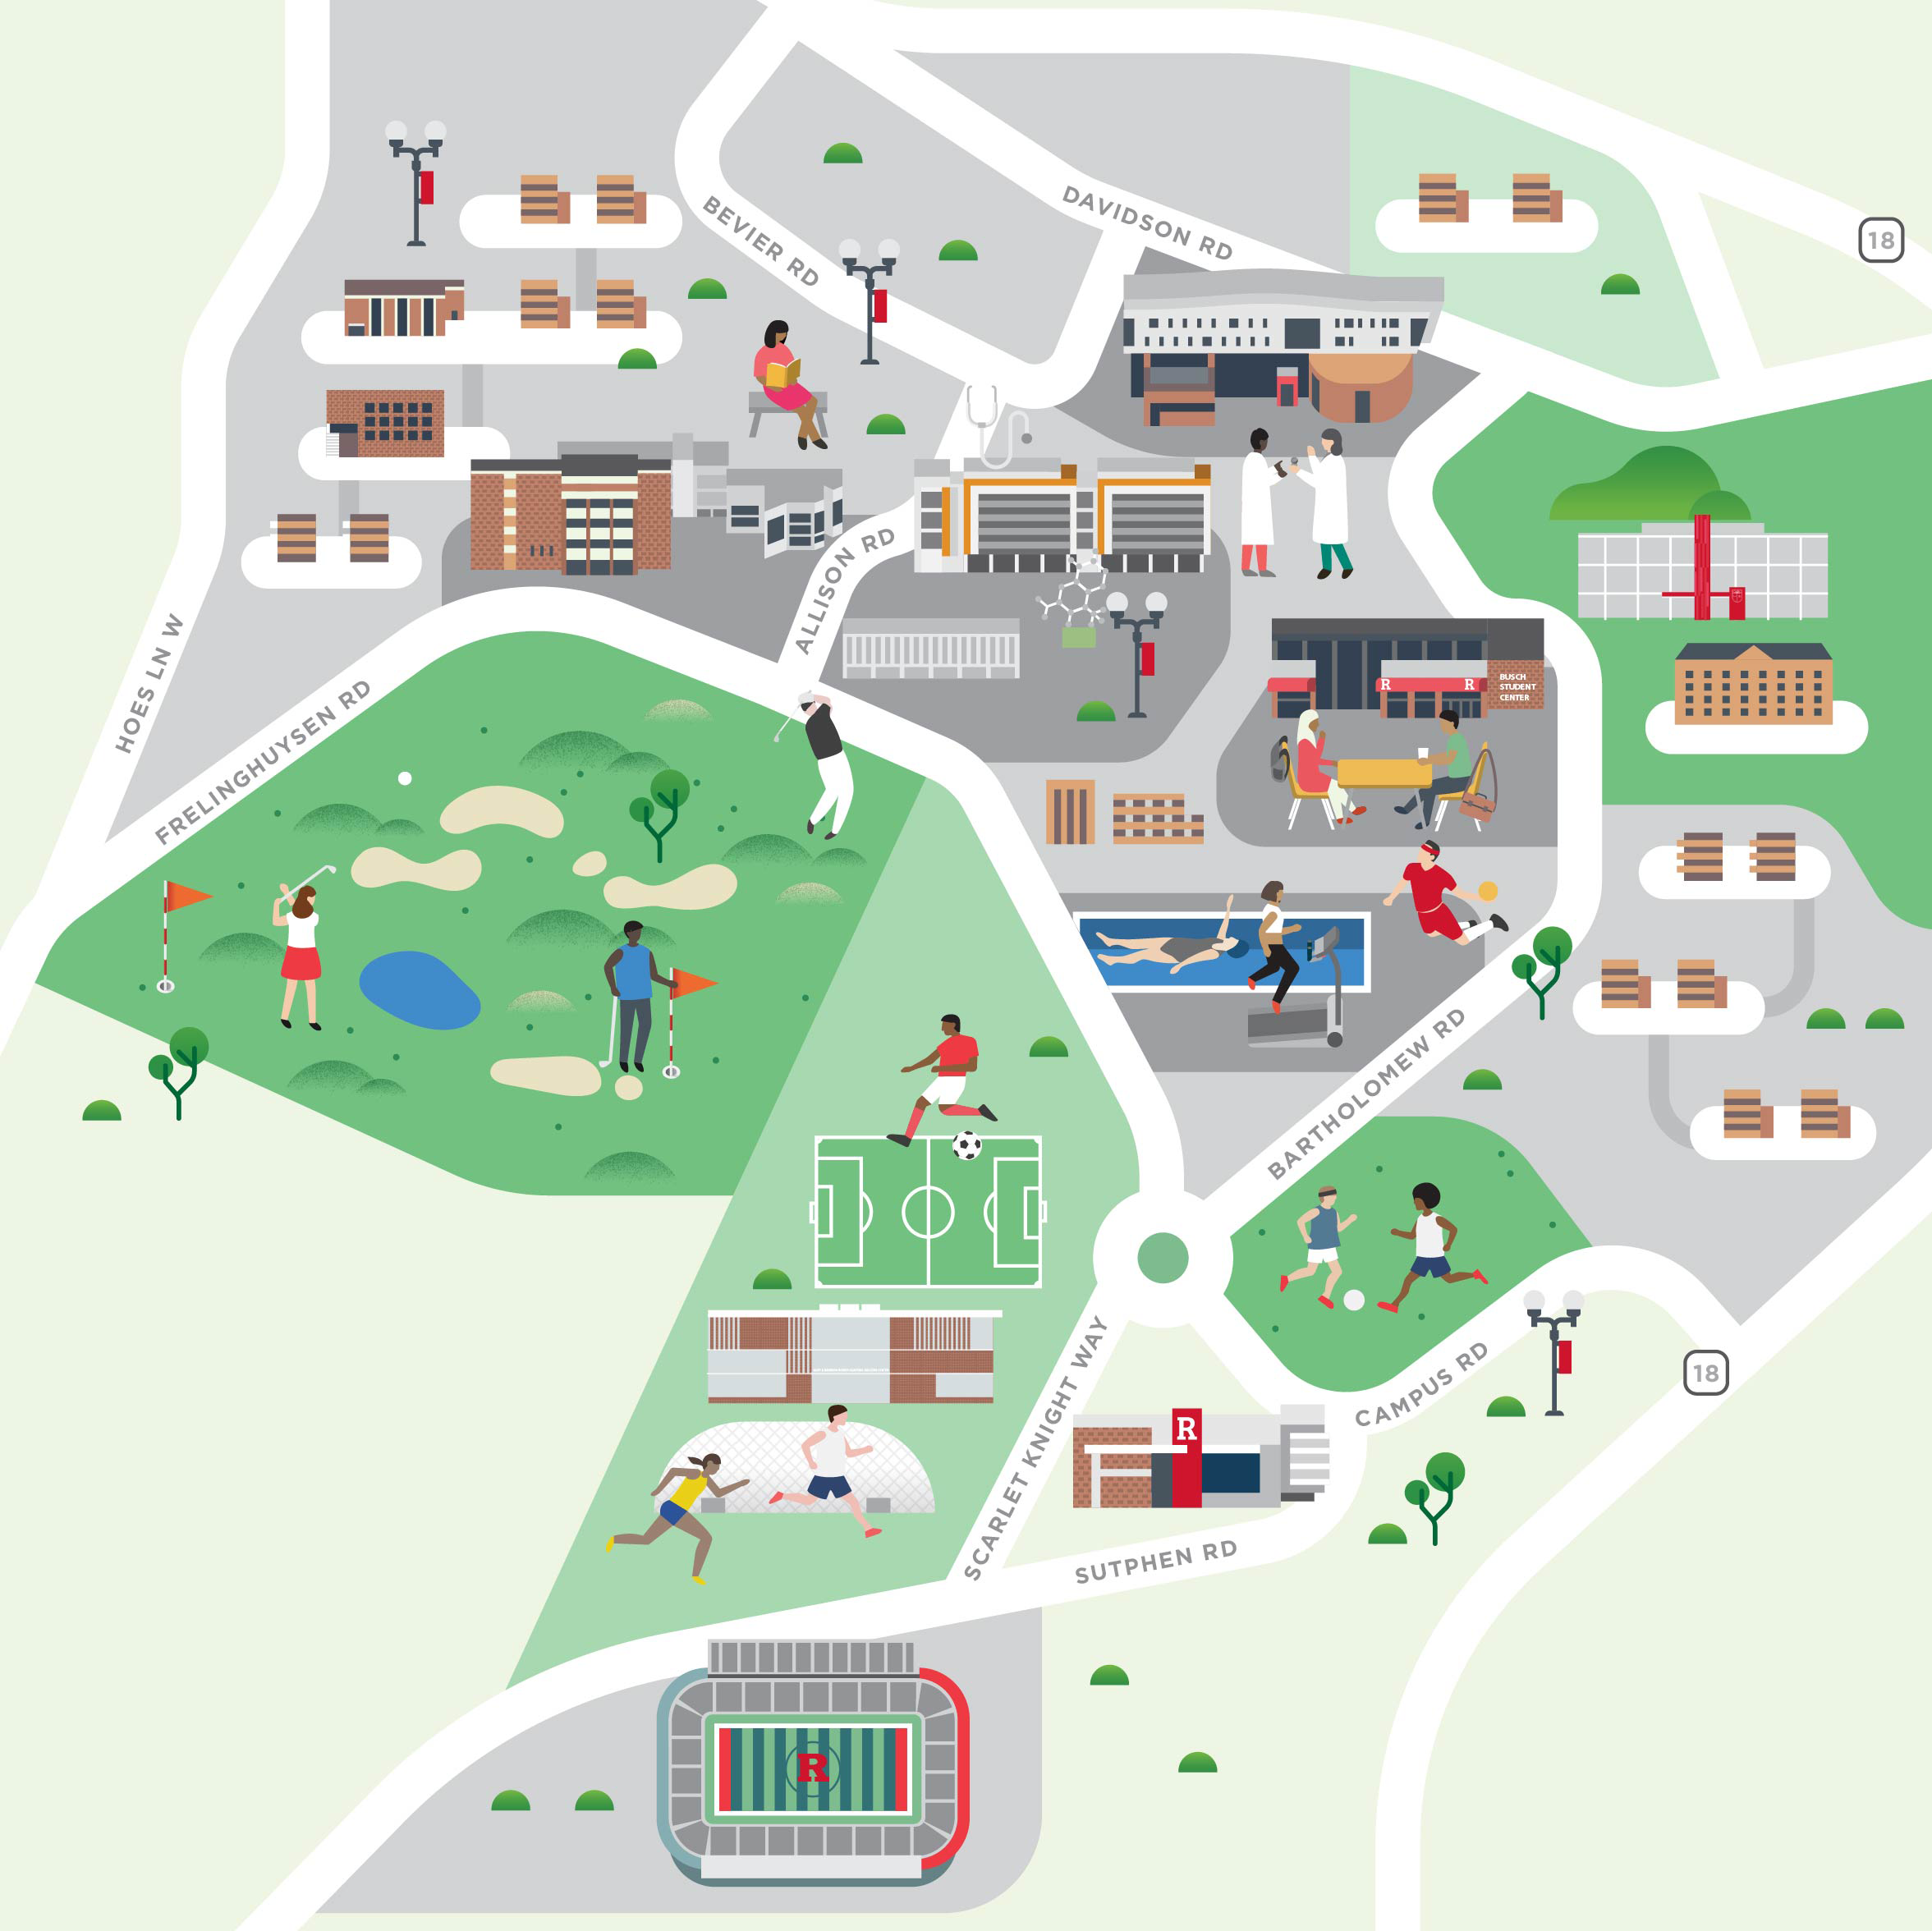 DAVIDSON RD
BEVIER RD
18
ALLISON RD
HOES LN W
FRELINGHUYSEN RD
R
R
BUSCH
STUDENT
CENTER
BARTHOLOMEW RD
SCARLET KNIGHT WAY
CAMPUS RD
18
R
SUTPHEN RD
R